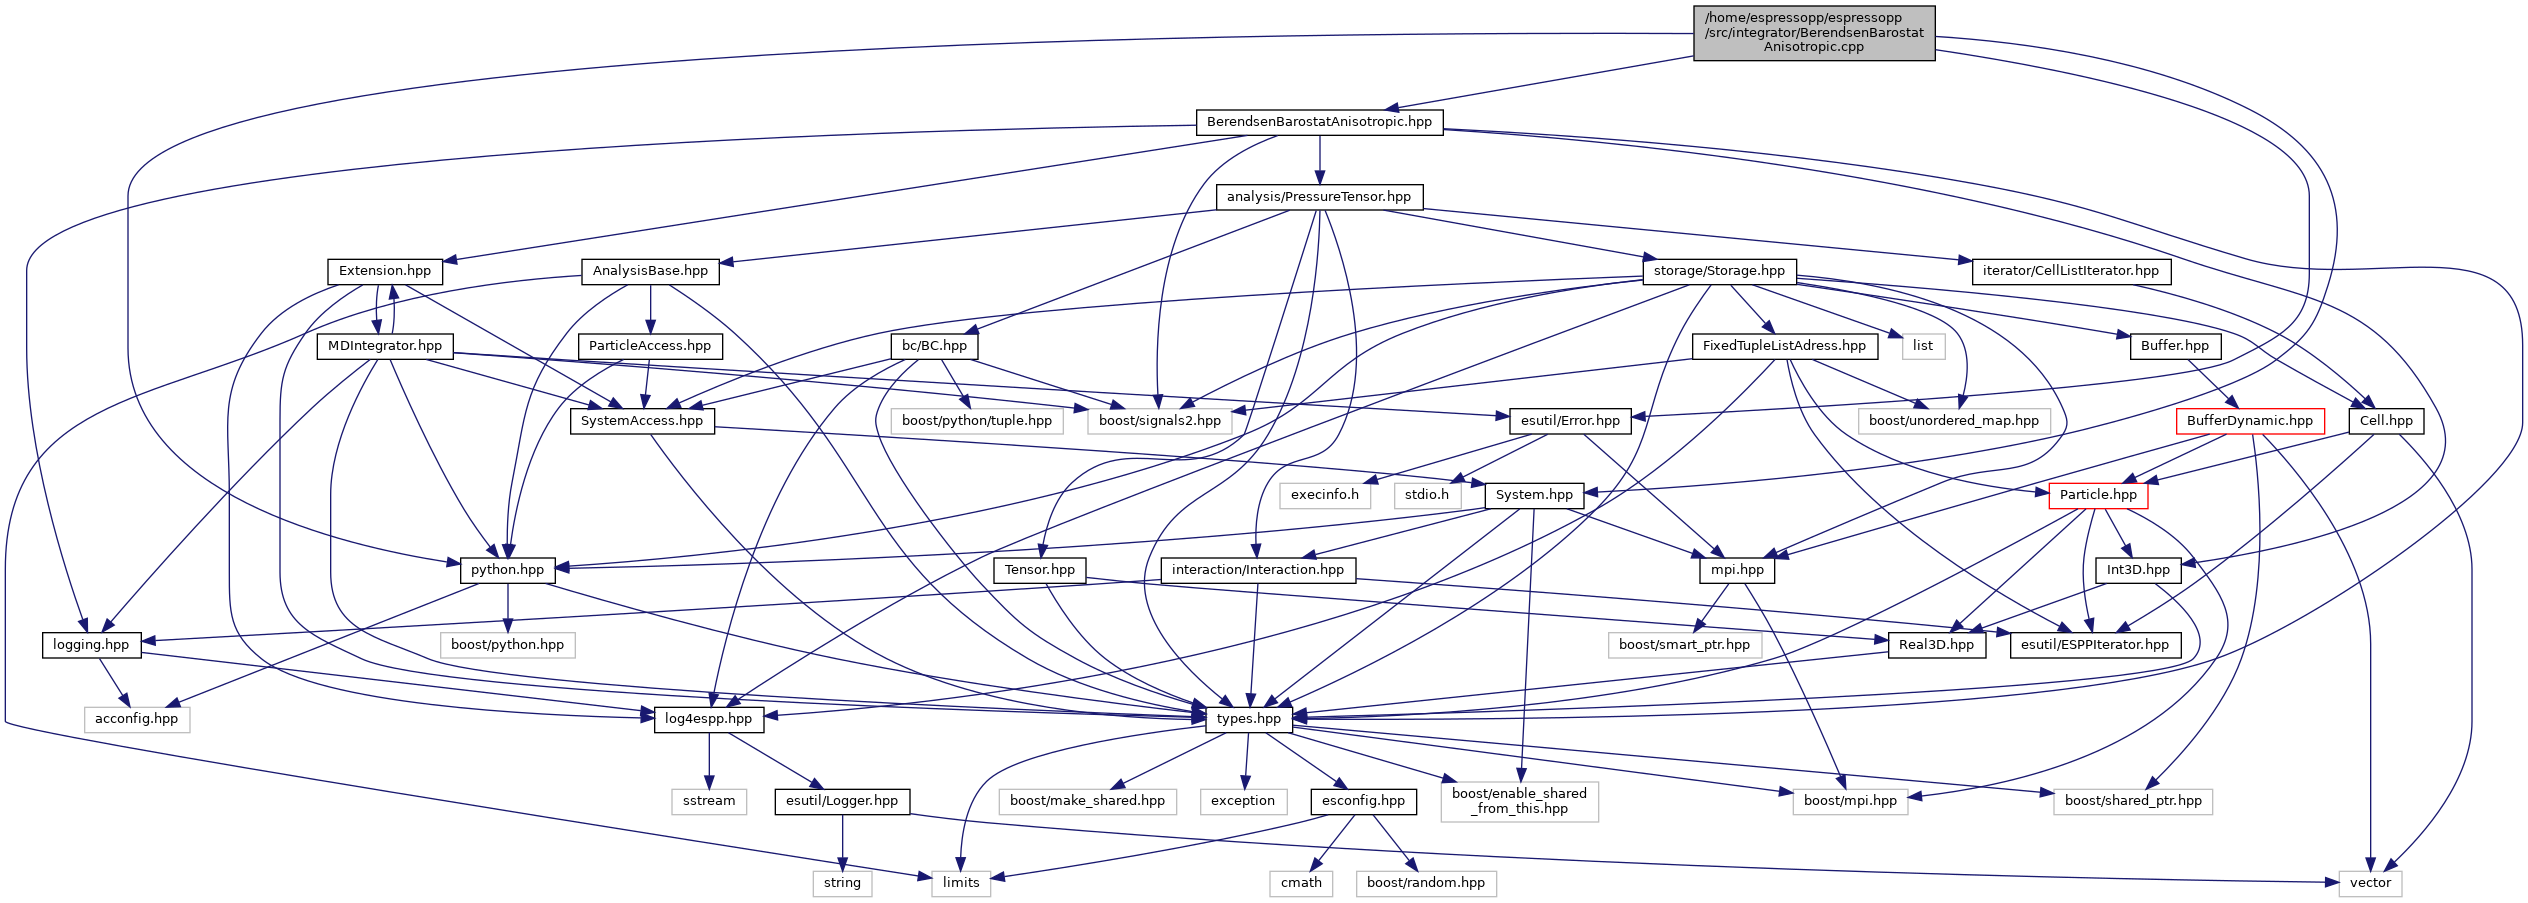 /home/espressopp/espressopp
/src/integrator/BerendsenBarostat
Anisotropic.cpp
BerendsenBarostatAnisotropic.hpp
analysis/PressureTensor.hpp
Extension.hpp
AnalysisBase.hpp
storage/Storage.hpp
iterator/CellListIterator.hpp
MDIntegrator.hpp
ParticleAccess.hpp
bc/BC.hpp
FixedTupleListAdress.hpp
list
Buffer.hpp
SystemAccess.hpp
boost/python/tuple.hpp
boost/signals2.hpp
esutil/Error.hpp
boost/unordered_map.hpp
BufferDynamic.hpp
Cell.hpp
execinfo.h
stdio.h
System.hpp
Particle.hpp
python.hpp
Tensor.hpp
interaction/Interaction.hpp
mpi.hpp
Int3D.hpp
logging.hpp
boost/python.hpp
boost/smart_ptr.hpp
Real3D.hpp
esutil/ESPPIterator.hpp
acconfig.hpp
log4espp.hpp
types.hpp
sstream
esutil/Logger.hpp
boost/make_shared.hpp
exception
esconfig.hpp
boost/enable_shared
_from_this.hpp
boost/mpi.hpp
boost/shared_ptr.hpp
string
limits
cmath
boost/random.hpp
vector